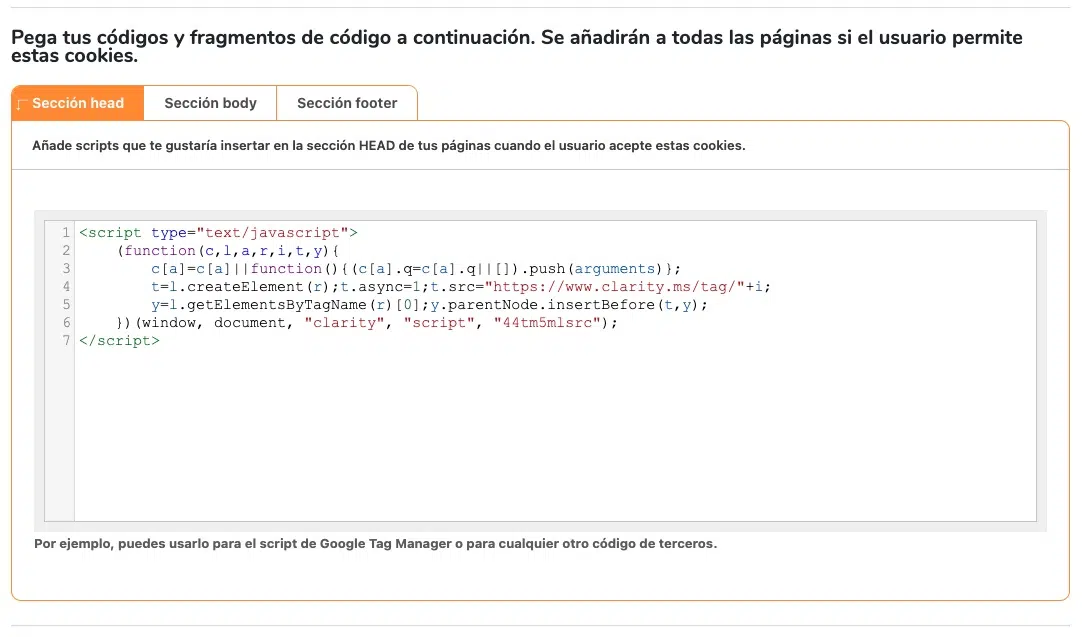 Pega tus códigos y fragmentos de código a continuación. Se añadirán a todas las páginas si el usuario permite
estas cookies.
Sección head
Sección body
Sección footer
Añade scripts que te gustaría insertar en la sección HEAD de tus páginas cuando el usuario acepte estas cookies.
1 <script type="text/javascript">
2     (function(c,l,a,r,i,t,y){
3         c[a]=c[a]||function(){(c[a].q=c[a].q||[]).push(arguments)};
4         t=l.createElement(r);t.async=1;t.src="https://www.clarity.ms/tag/"+i;
5         y=l.getElementsByTagName(r)[0];y.parentNode.insertBefore(t,y);
6     })(window, document, "clarity", "script", "44tm5mlsrc");
7 </script>
Por ejemplo, puedes usarlo para el script de Google Tag Manager o para cualquier otro código de terceros.